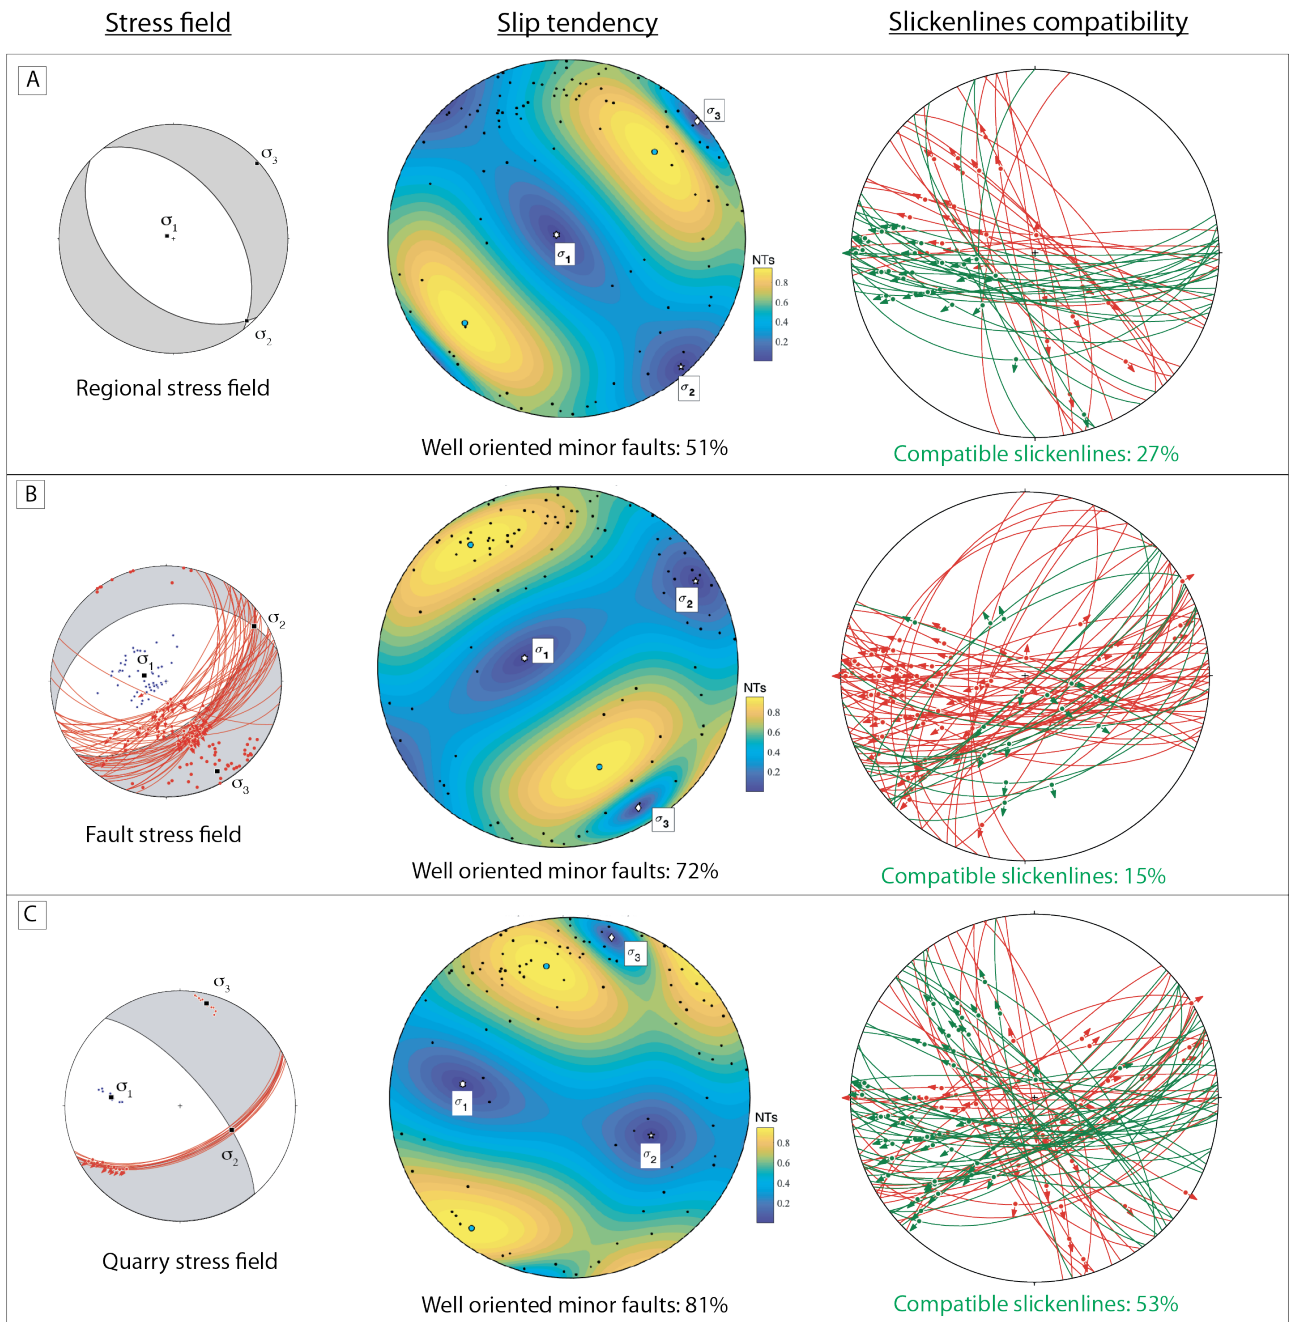 Stress field
Slip tendency
Slickenlines compatibility
A
σ3
σ1
σ2
Regional stress field
σ3
σ1
σ2
NTs
0.8
0.6
0.4
0.2
Well oriented minor faults: 51%
Compatible slickenlines: 27%
B
σ2
σ1
σ3
Fault stress field
σ2
σ1
σ3
NTs
0.8
0.6
0.4
0.2
Well oriented minor faults: 72%
Compatible slickenlines: 15%
C
σ3
σ1
σ2
Quarry stress field
σ3
σ1
σ2
NTs
0.8
0.6
0.4
0.2
Well oriented minor faults: 81%
Compatible slickenlines: 53%